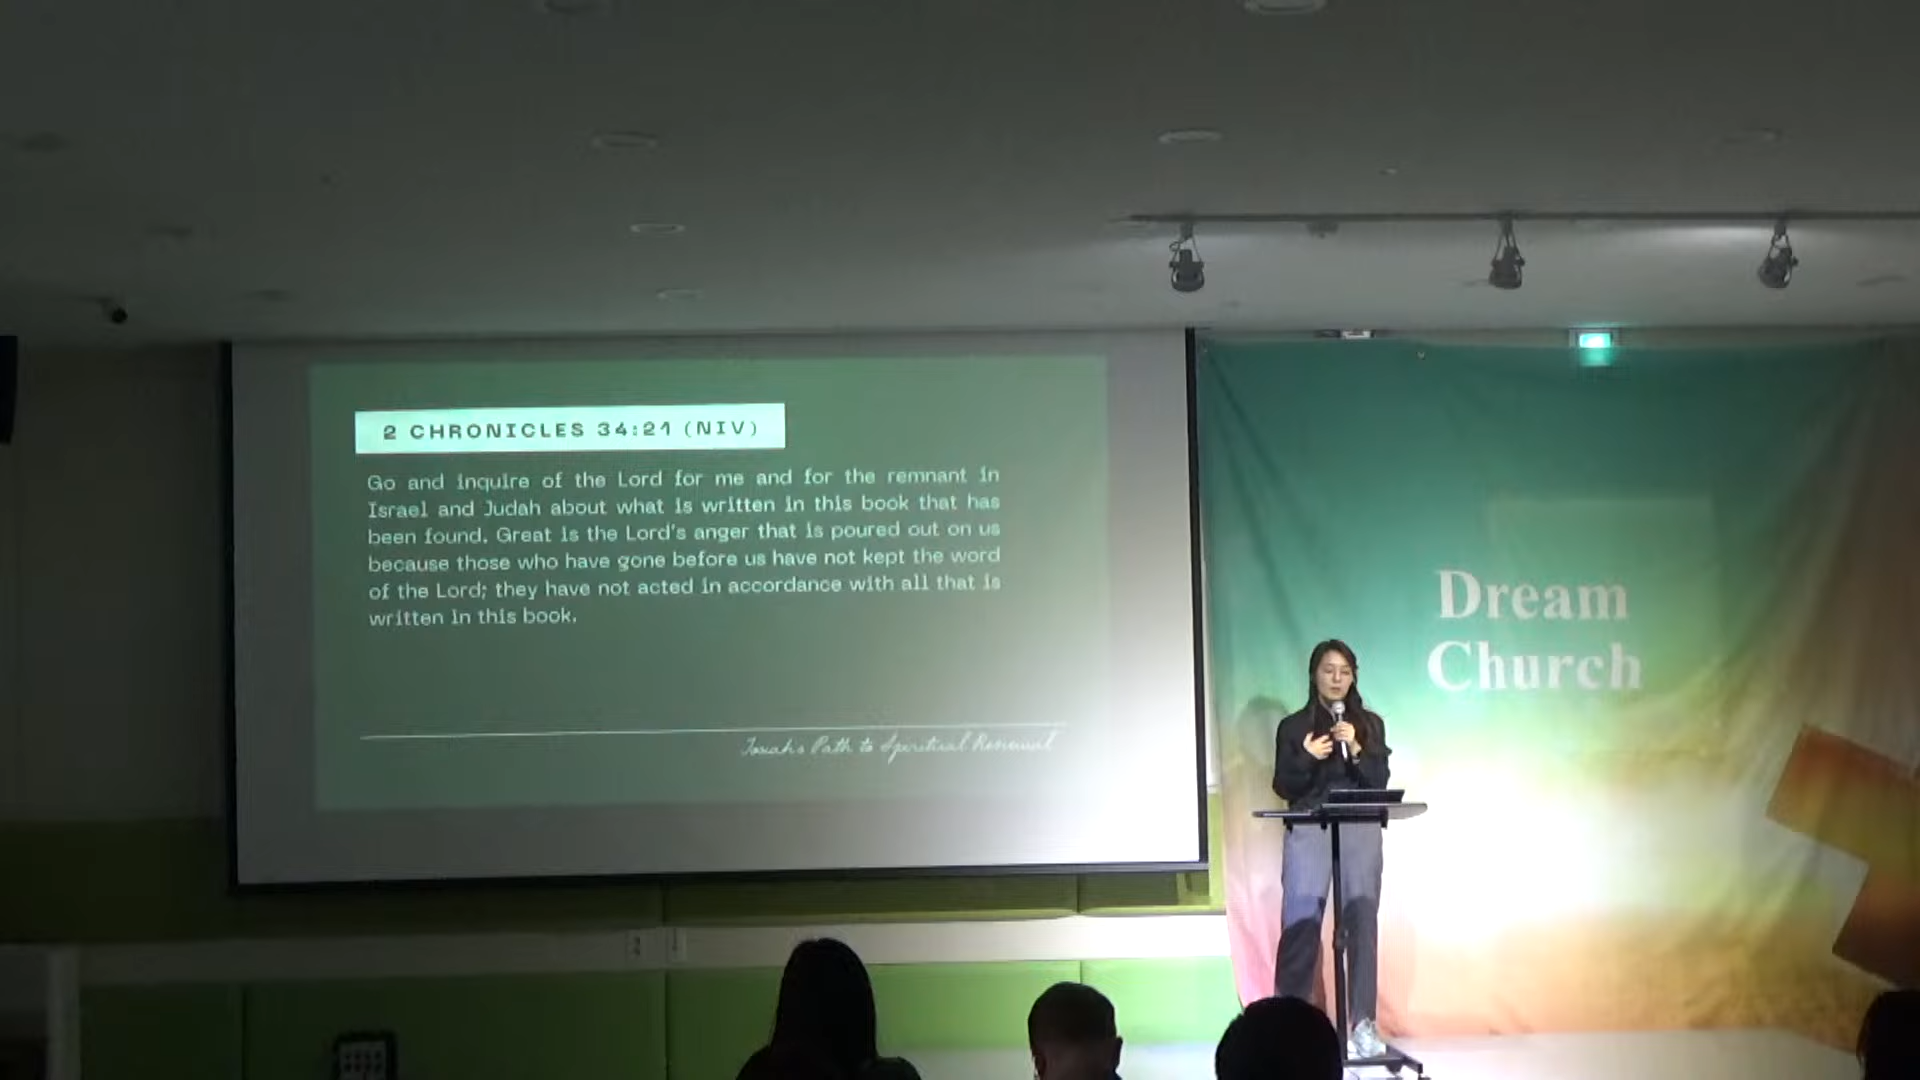 2 CHRONICLES 34:21 (NIV)
Go and inquire of the Lord for me and for the remnant in
Israel and Judah about what is written in this book that has
been found. Great is the Lord's anger that is poured out on us
because those who have gone before us have not kept the word
of the Lord; they have not acted in accordance with all that is
written in this book.
Josiah's Path to Spiritual Renewal
Dream
Church